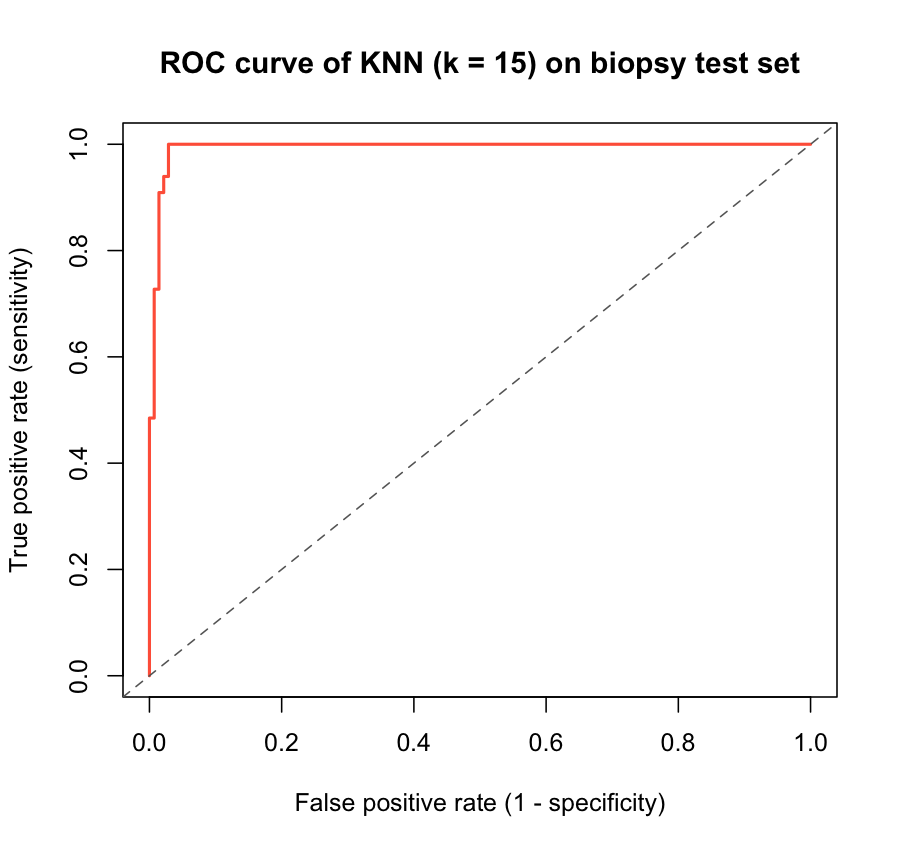 ROC curve of KNN (k = 15) on biopsy test set
True positive rate (sensitivity)
1.0
0.8
0.6
0.4
0.2
0.0
0.0 0.2 0.4 0.6 0.8 1.0
False positive rate (1 - specificity)